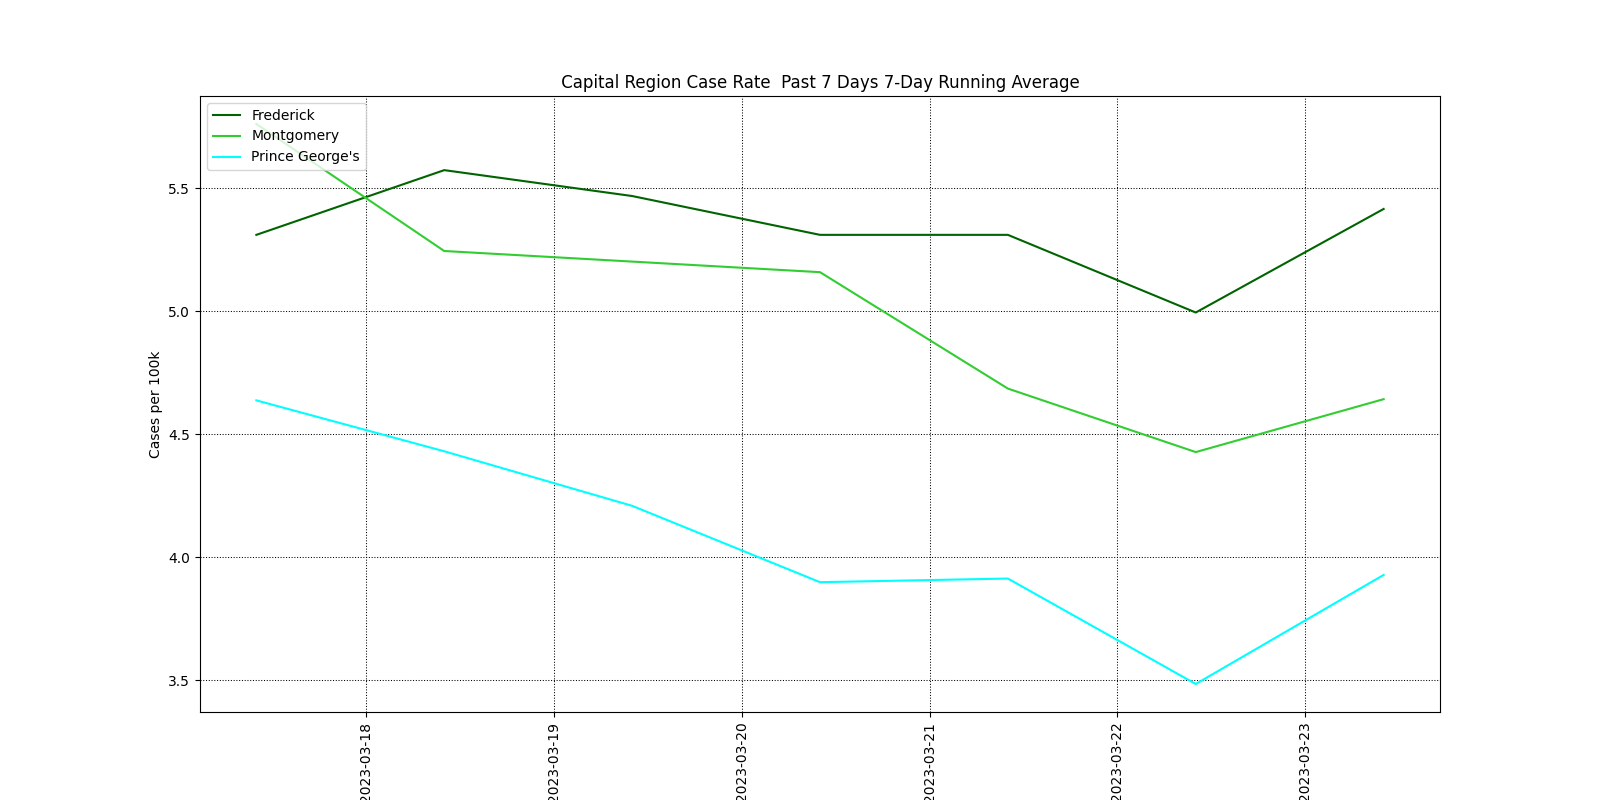 Capital Region Case Rate  Past 7 Days 7-Day Running Average
Frederick
Montgomery
Prince George's
Cases per 100k
5.5
5.0
4.5
4.0
3.5
2023-03-18
2023-03-19
2023-03-20
2023-03-21
2023-03-22
2023-03-23